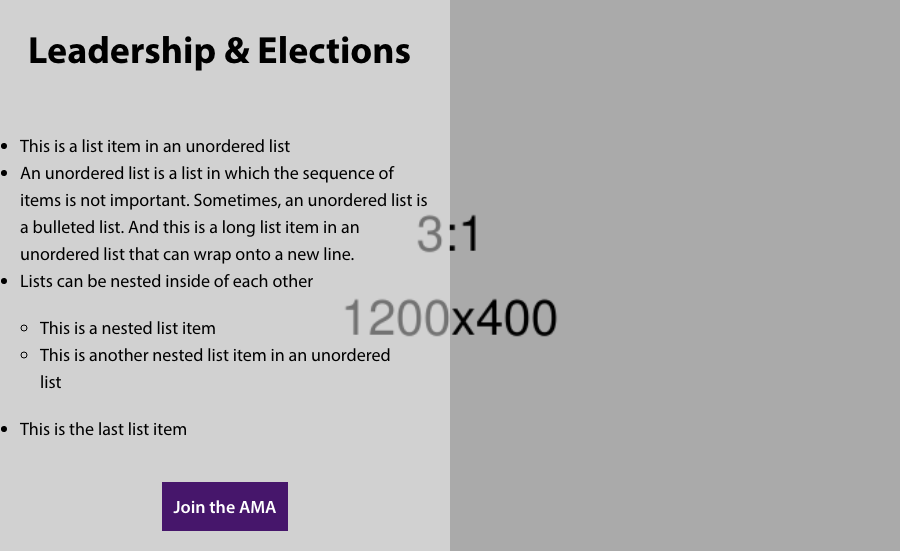 Leadership & Elections
This is a list item in an unordered list
An unordered list is a list in which the sequence of
items is not important. Sometimes, an unordered list is
a bulleted list. And this is a long list item in an
unordered list that can wrap onto a new line.
Lists can be nested inside of each other
This is a nested list item
This is another nested list item in an unordered
list
This is the last list item
Join the AMA
3:1
1200x400